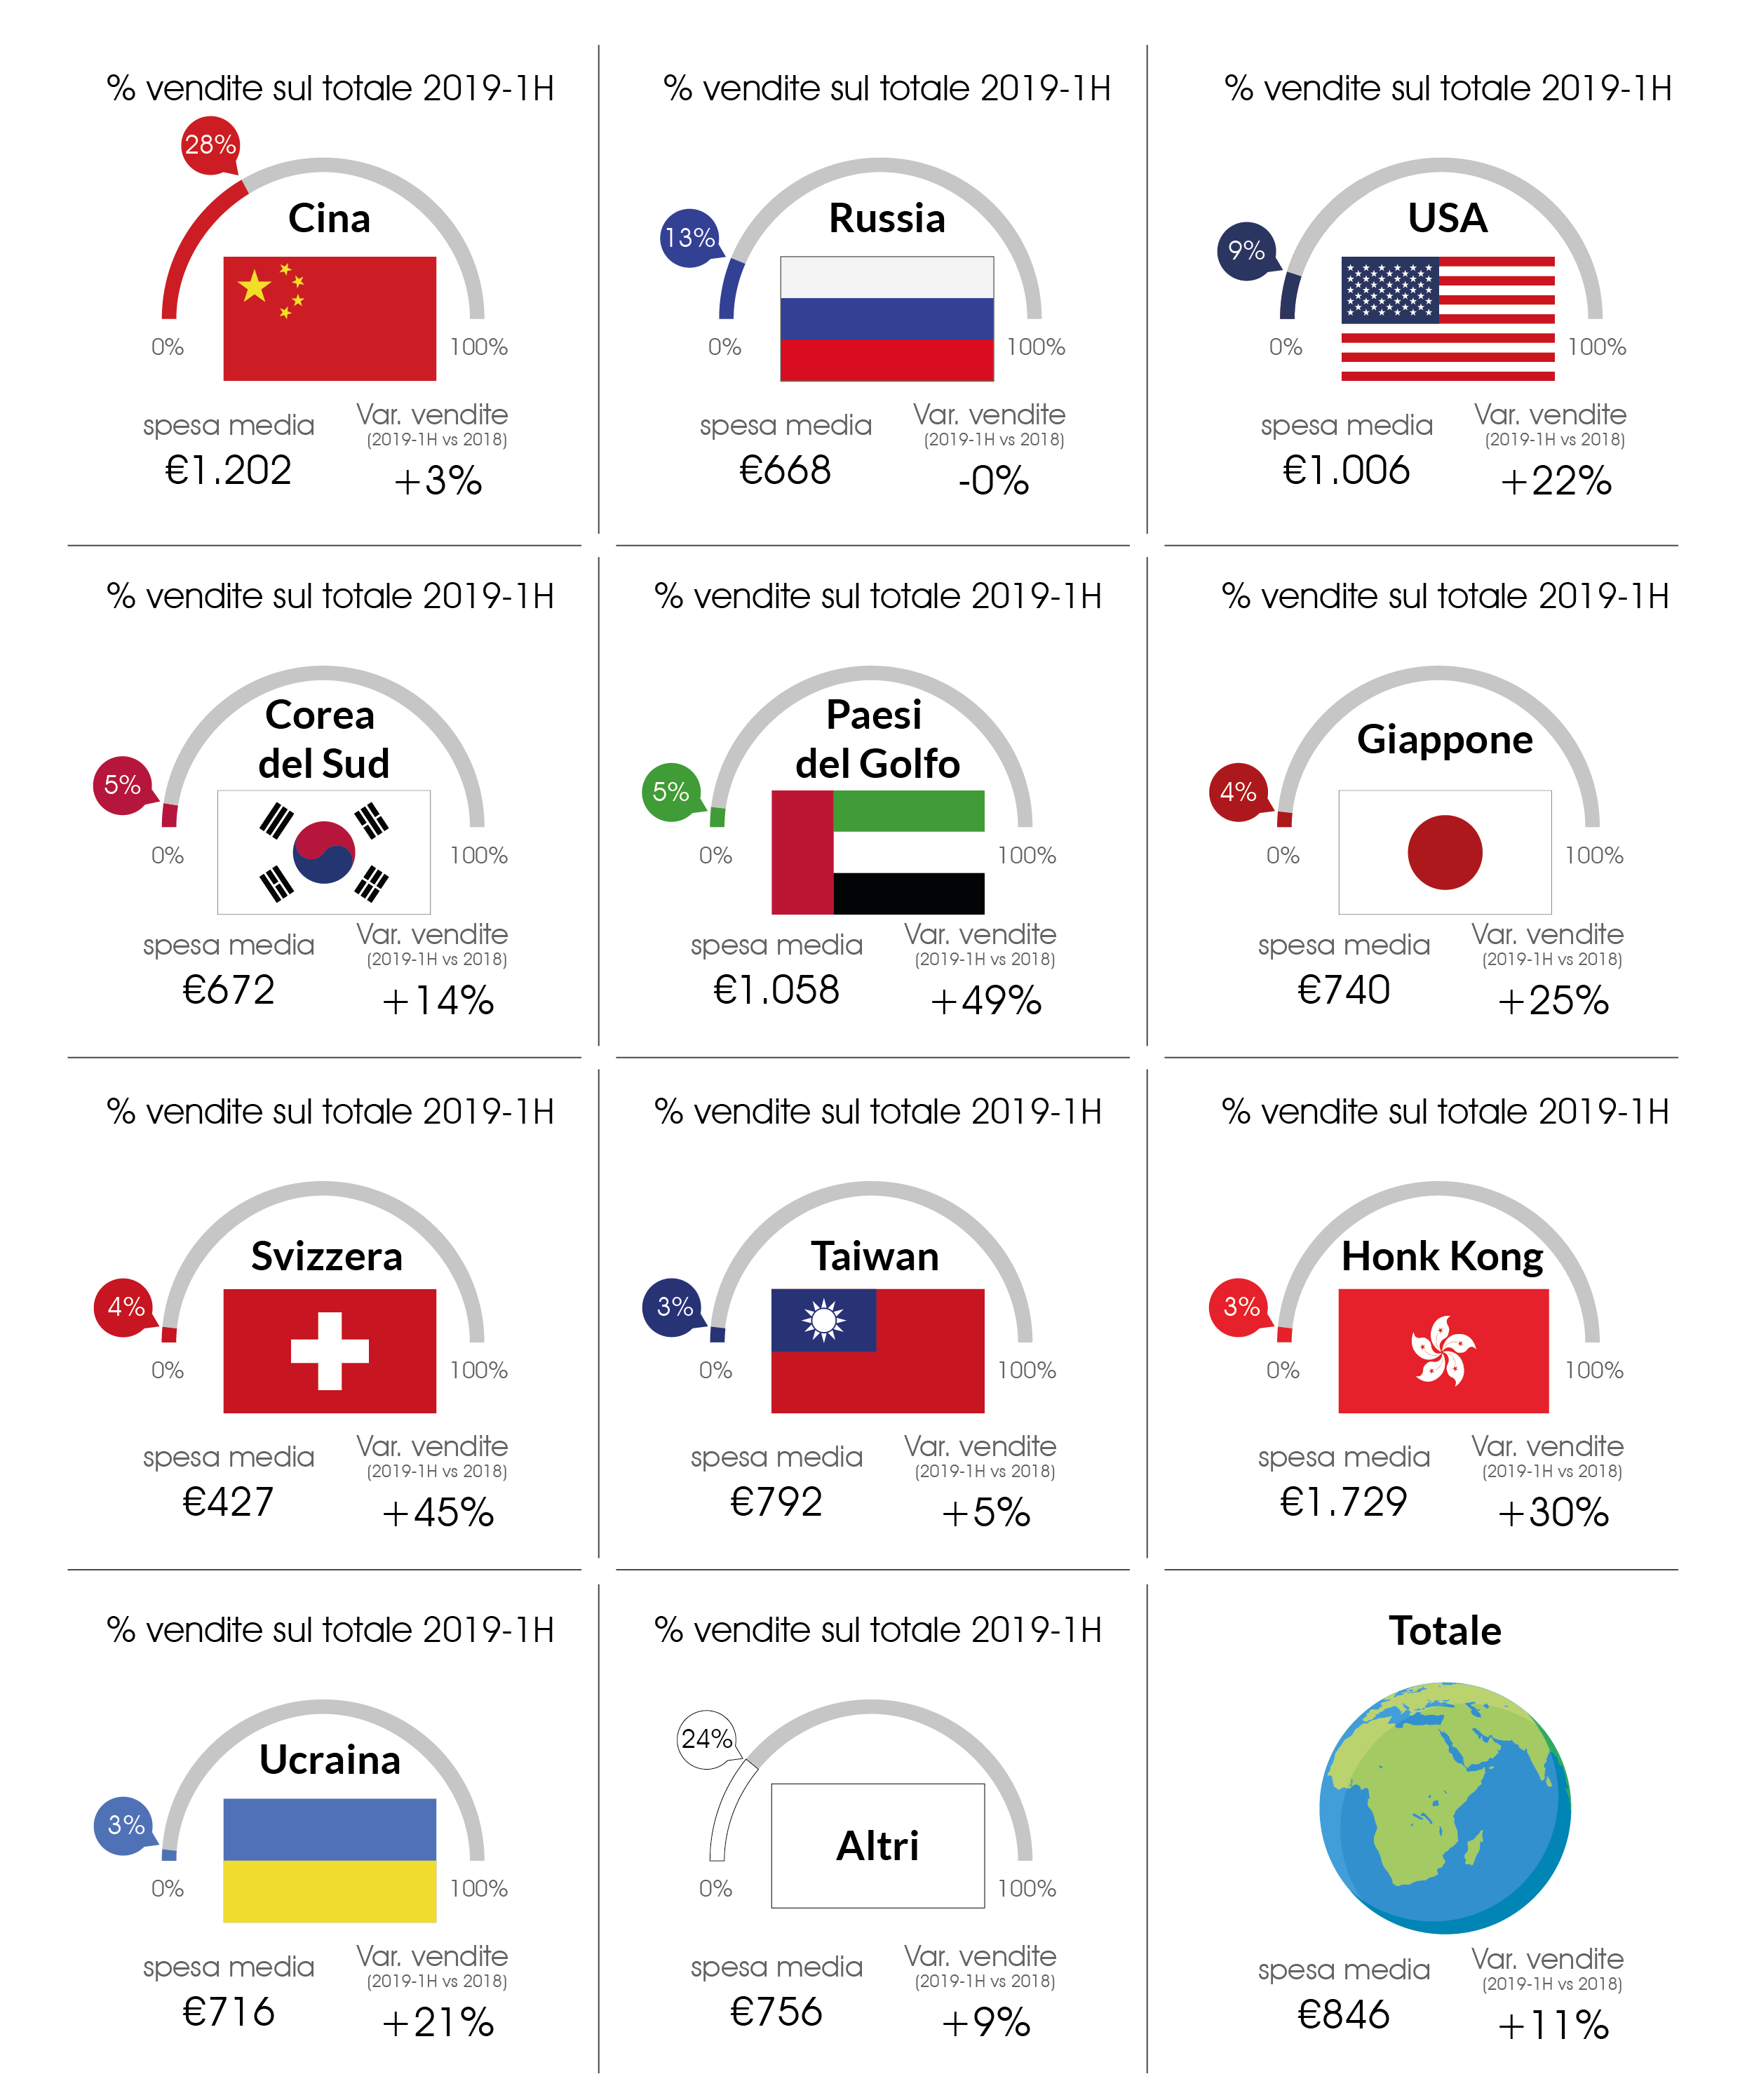 % vendite sul totale 2019-1H
28%
Cina
0%
100%
spesa media
€1.202
Var. vendite
(2019-1H vs 2018)
+3%
% vendite sul totale 2019-1H
13%
Russia
0%
100%
spesa media
€668
Var. vendite
(2019-1H vs 2018)
-0%
% vendite sul totale 2019-1H
9%
USA
0%
100%
spesa media
€1.006
Var. vendite
(2019-1H vs 2018)
+22%
% vendite sul totale 2019-1H
Corea
del Sud
5%
0%
100%
spesa media
€672
Var. vendite
(2019-1H vs 2018)
+14%
% vendite sul totale 2019-1H
Paesi
del Golfo
5%
0%
100%
spesa media
€1.058
Var. vendite
(2019-1H vs 2018)
+49%
% vendite sul totale 2019-1H
Giappone
4%
0%
100%
spesa media
€740
Var. vendite
(2019-1H vs 2018)
+25%
% vendite sul totale 2019-1H
Svizzera
4%
0%
100%
spesa media
€427
Var. vendite
(2019-1H vs 2018)
+45%
% vendite sul totale 2019-1H
Taiwan
3%
0%
100%
spesa media
€792
Var. vendite
(2019-1H vs 2018)
+5%
% vendite sul totale 2019-1H
Honk Kong
3%
0%
100%
spesa media
€1.729
Var. vendite
(2019-1H vs 2018)
+30%
% vendite sul totale 2019-1H
Ucraina
3%
0%
100%
spesa media
€716
Var. vendite
(2019-1H vs 2018)
+21%
% vendite sul totale 2019-1H
24%
Altri
0%
100%
spesa media
€756
Var. vendite
(2019-1H vs 2018)
+9%
Totale
spesa media
€846
Var. vendite
(2019-1H vs 2018)
+11%